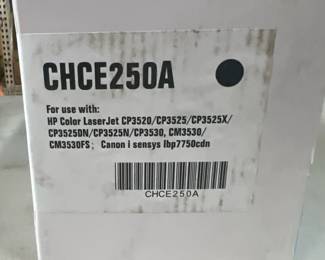 CHCE250A
For use with:
HP Color LaserJet CP3520/CP3525/CP3525X/
CP3525DN/CP3525N/CP3530, CM3530/
CM3530FS; Canon i sensys lbp7750cdn
CHCE250A